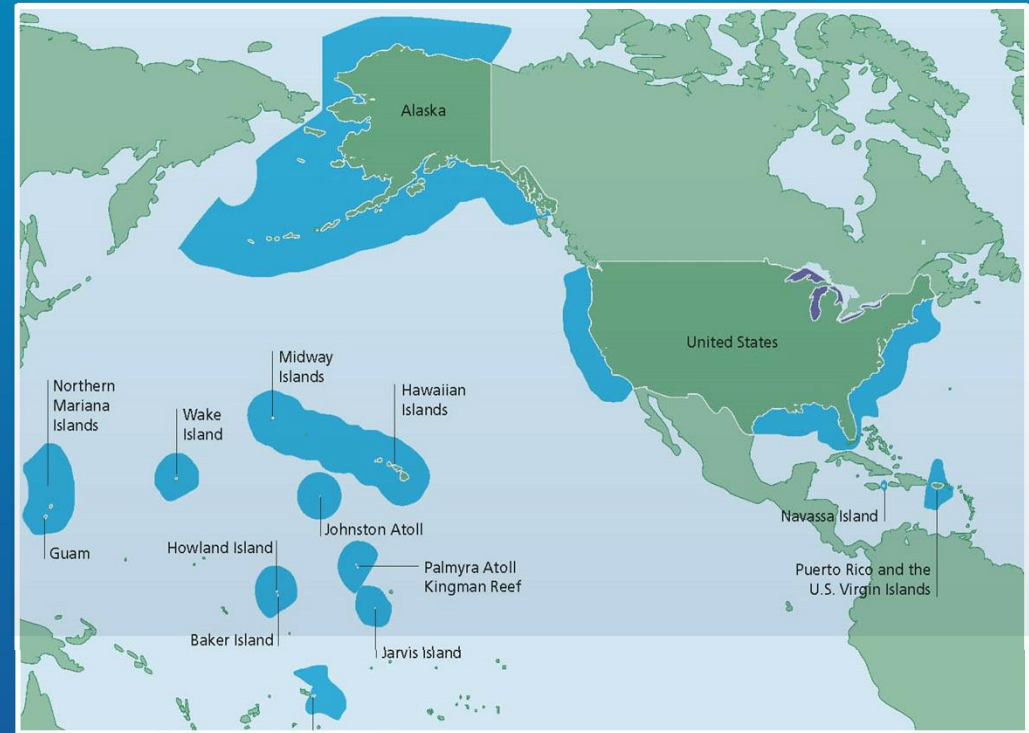 Alaska
United States
Midway
Islands
Northern
Mariana
Islands
Hawaiian
Islands
Wake
Island
Navassa Island
Johnston Atoll
Guam
Howland Island
Palmyra Atoll
Kingman Reef
Puerto Rico and the
U.S. Virgin Islands
Baker Island
Jarvis Island